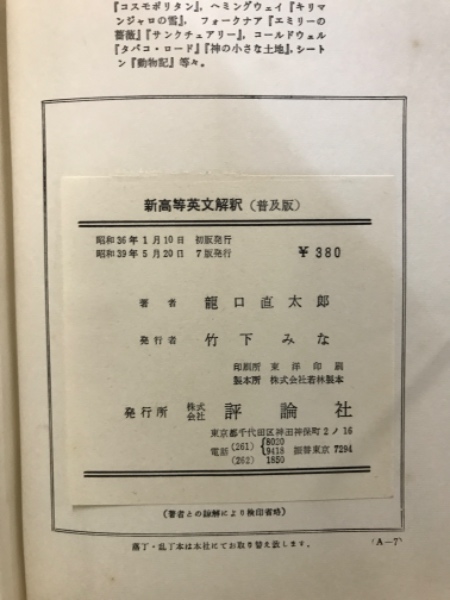 『コスモポリタン』，ヘミングウェイ『キリマ
ンジャロの雪』，フォークナア『エミリーの
薔薇』『サンクチュアリー』，コールドウェル
『タバコ・ロード』『神の小さな土地』，シート
ン『動物記』等々。
新高等英文解釈（普及版）
昭和36年1月10日 初版発行
昭和39年5月20日 7版発行
￥380
著者 龍口直太郎
発行者 竹下みな
印刷所 東洋印刷
製本所 株式会社若林製本
発行所 株式会社 評論社
東京都千代田区神田神保町2ノ16
電話 (261) {8020 9418 振替東京 7294
(262) 1850
（著者との諒解により検印省略）
落丁・乱丁本は本社にてお取り替え致します。
(A-7)